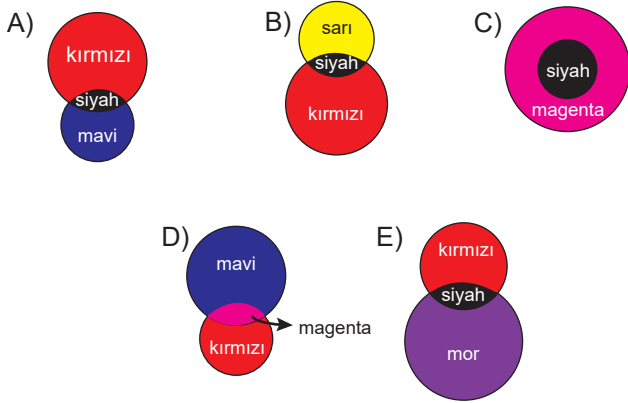 A)
kırmızı
siyah
mavi
B)
sarı
siyah
kırmızı
C)
siyah
magenta
D)
mavi
magenta
kırmızı
E)
kırmızı
siyah
mor